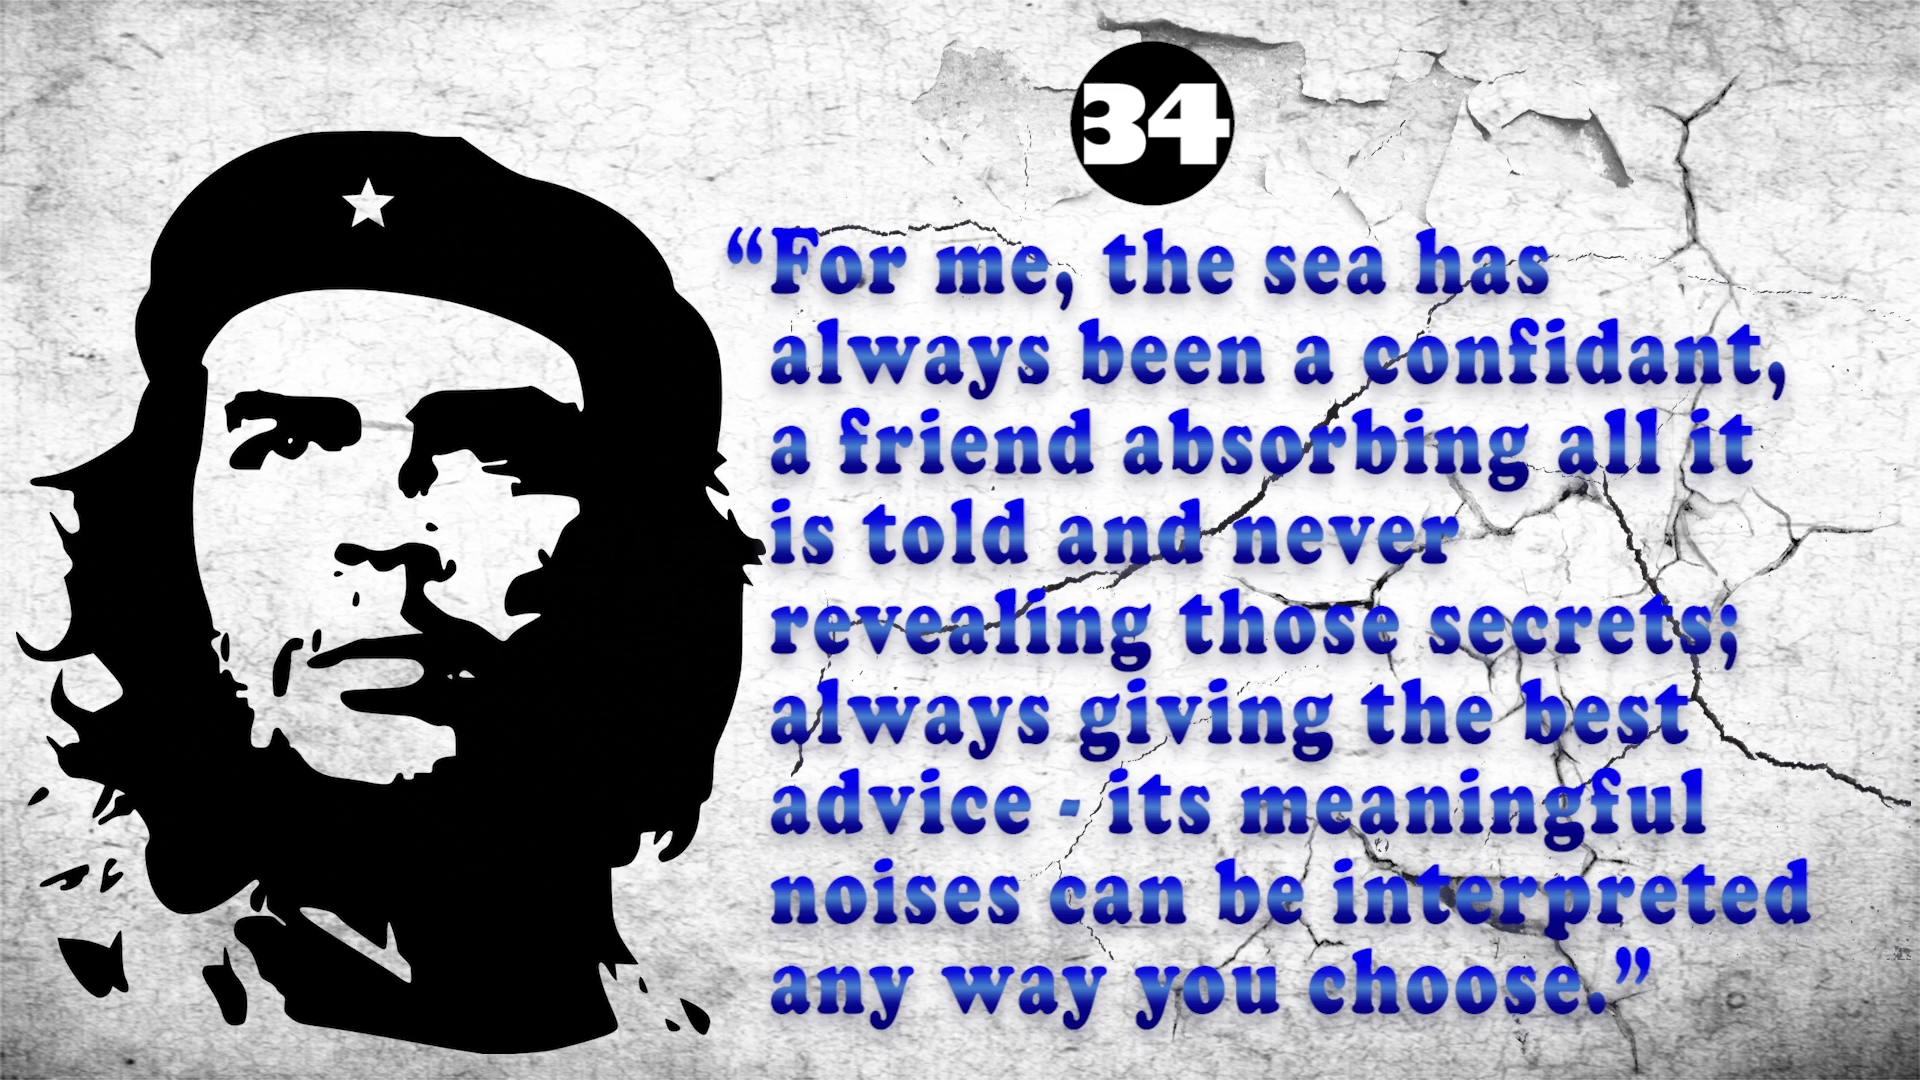 34
“For me, the sea has
always been a confidant,
a friend absorbing all it
is told and never
revealing those secrets;
always giving the best
advice - its meaningful
noises can be interpreted
any way you choose.”